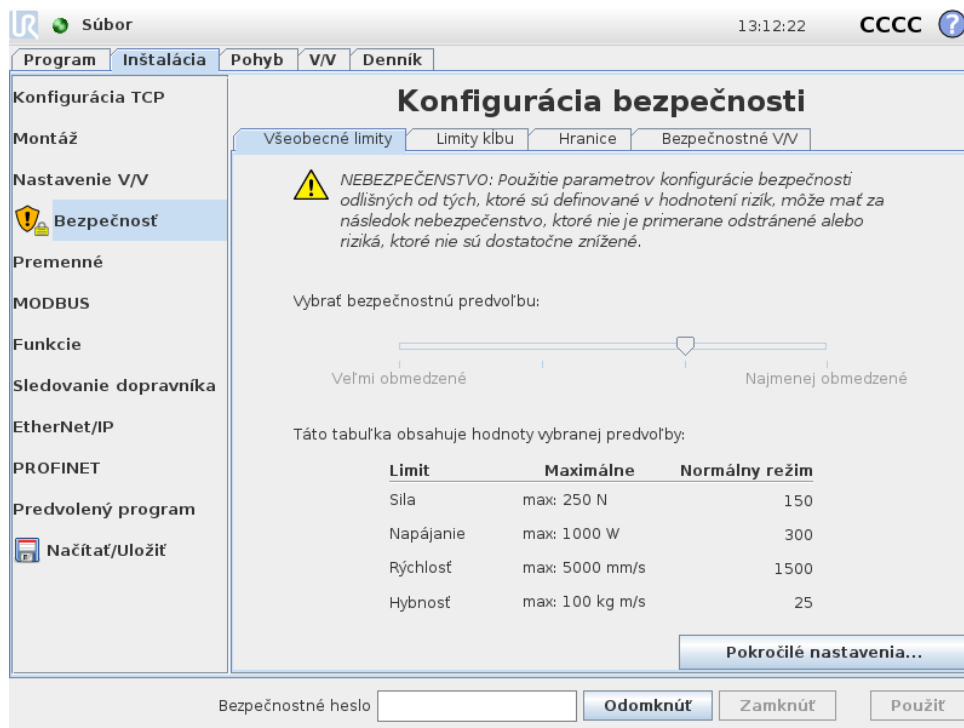 UR Súbor 13:12:22 CCCC ?
Program Inštalácia Pohyb V/V Denník
Konfigurácia TCP
Montáž
Nastavenie V/V
Bezpečnosť
Premenné
MODBUS
Funkcie
Sledovanie dopravníka
EtherNet/IP
PROFINET
Predvolený program
Načítať/Uložiť
Konfigurácia bezpečnosti
Všeobecné limity Limity kĺbu Hranice Bezpečnostné V/V
NEBEZPEČENSTVO: Použitie parametrov konfigurácie bezpečnosti
odlišných od tých, ktoré sú definované v hodnotení rizík, môže mať za
následok nebezpečenstvo, ktoré nie je primerane odstránené alebo
riziká, ktoré nie sú dostatočne znížené.
Vybrať bezpečnostnú predvoľbu:
Veľmi obmedzené Najmenej obmedzené
Táto tabuľka obsahuje hodnoty vybranej predvoľby:
Limit Maximálne Normálny režim
Sila max: 250 N 150
Napájanie max: 1000 W 300
Rýchlosť max: 5000 mm/s 1500
Hybnosť max: 100 kg m/s 25
Pokročilé nastavenia...
Bezpečnostné heslo Odomknúť Zamknúť Použiť